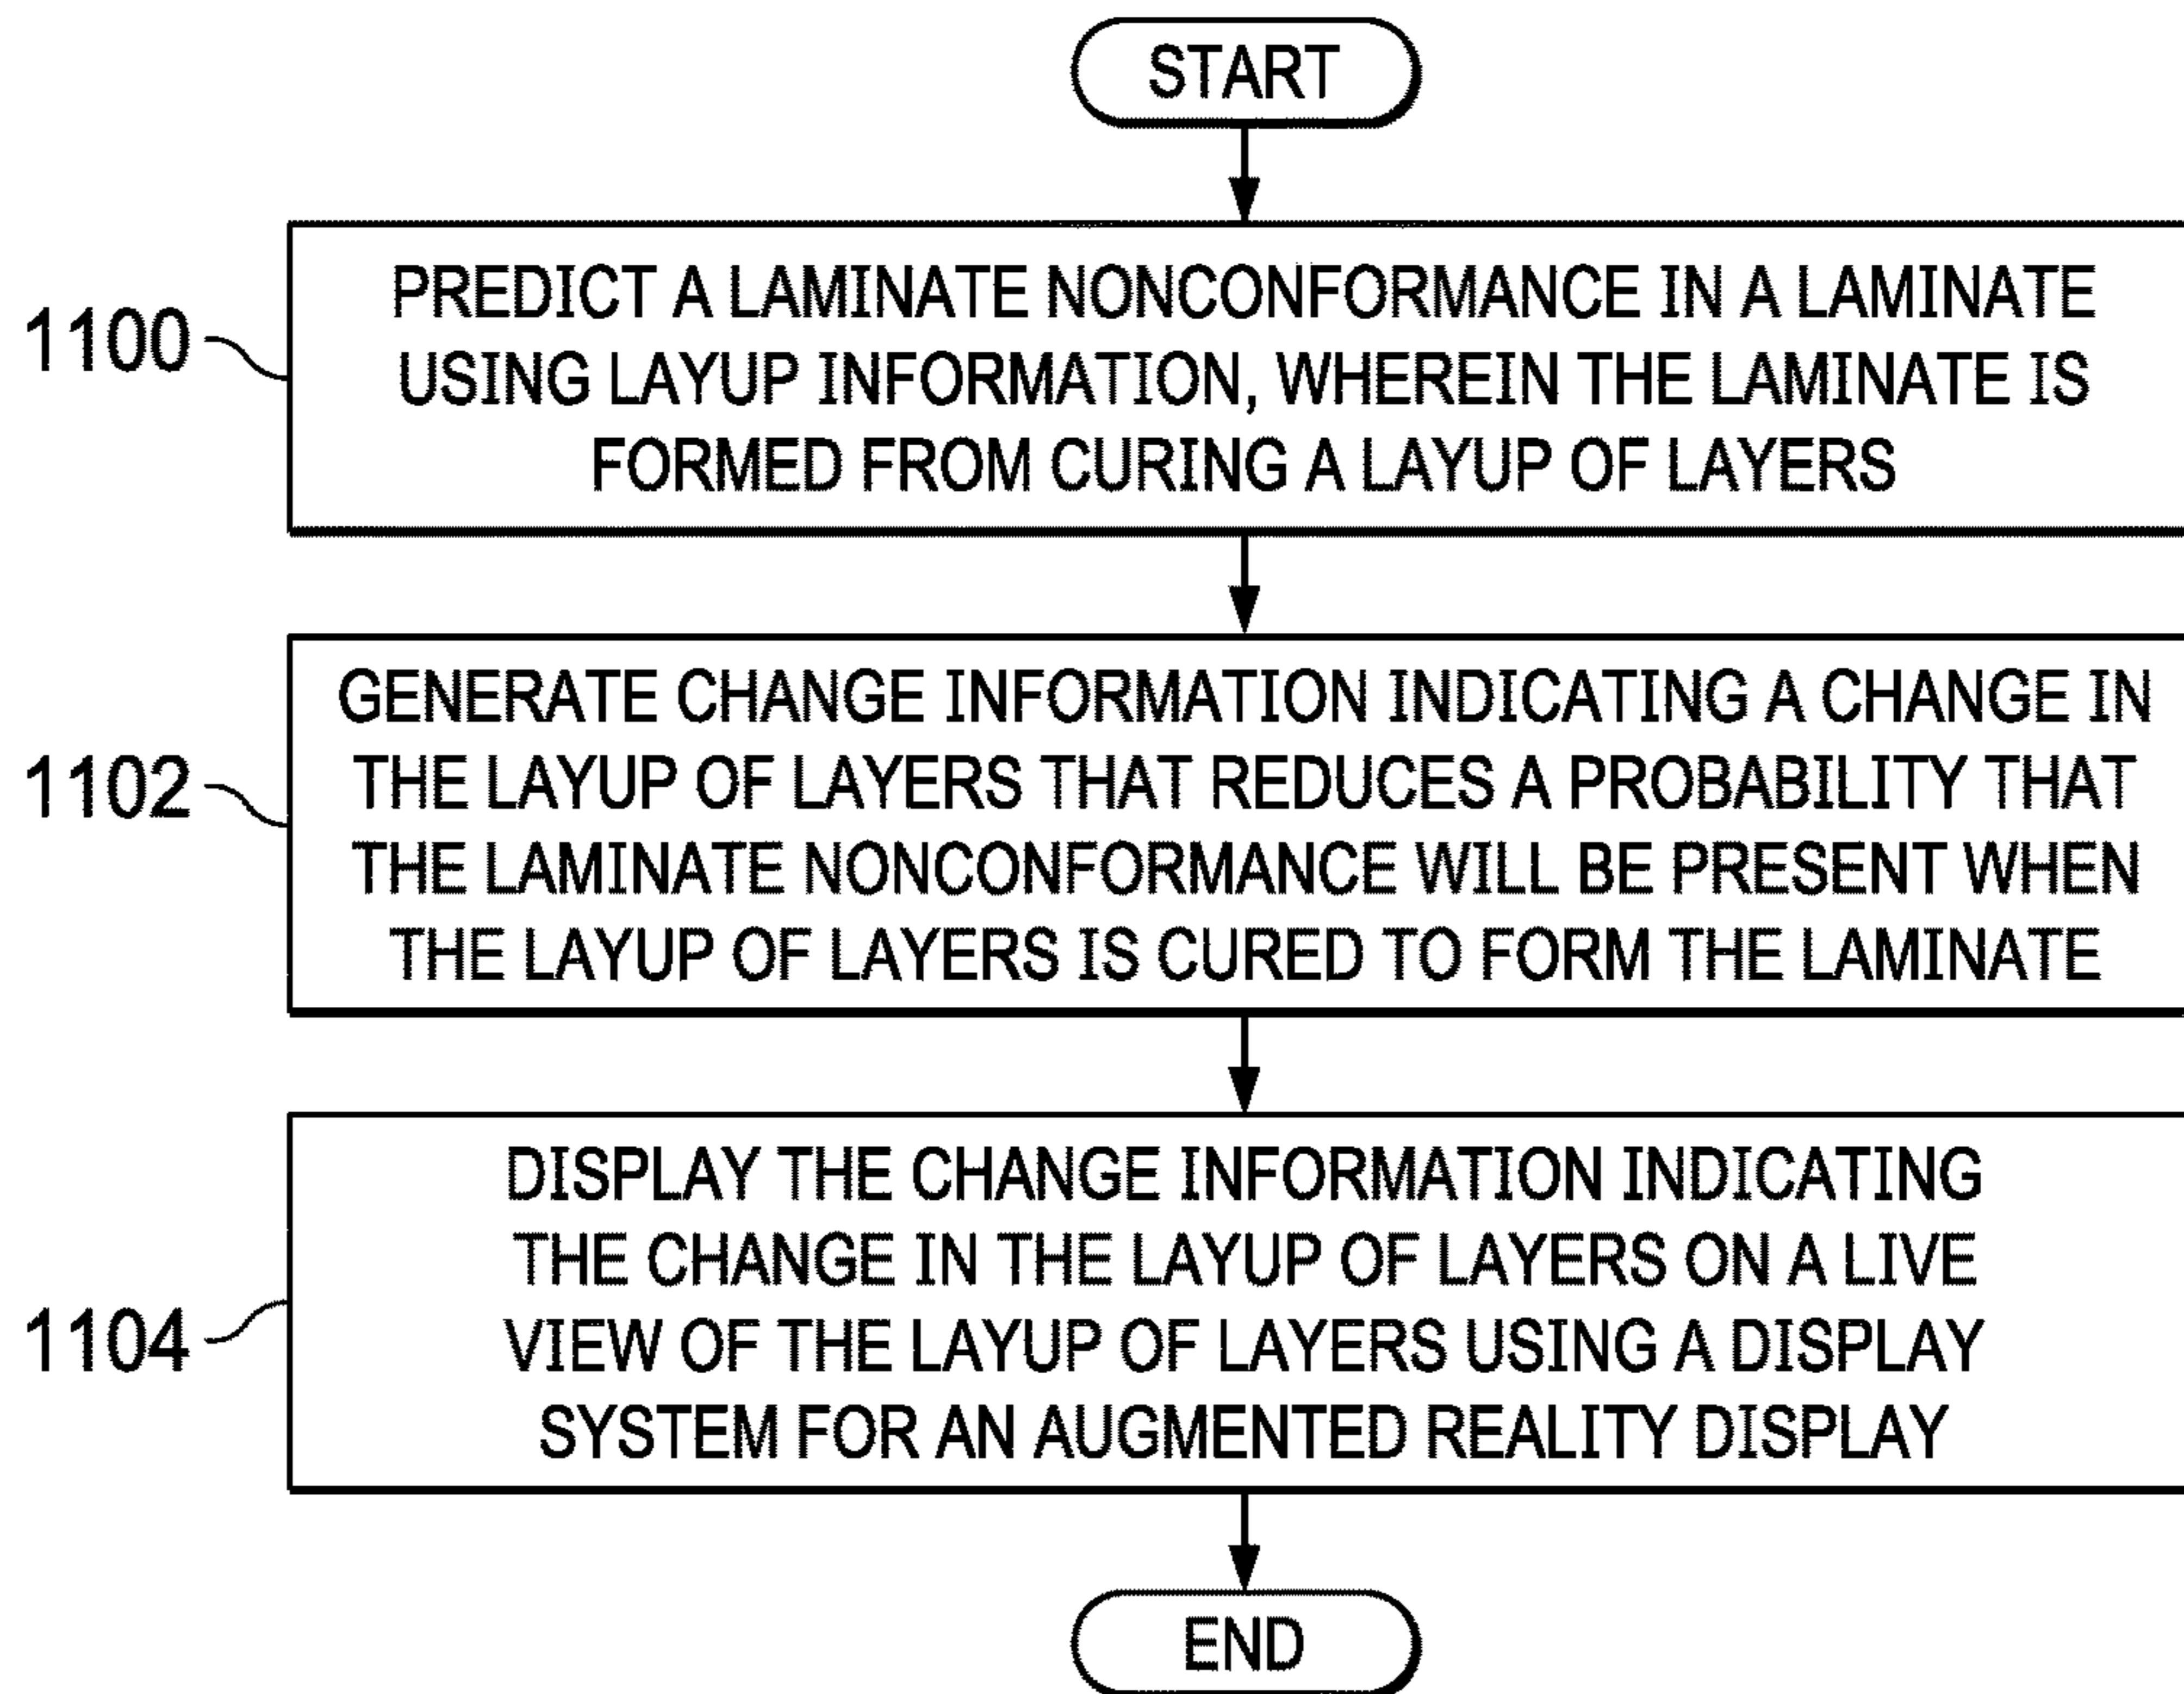 START
1100
PREDICT A LAMINATE NONCONFORMANCE IN A LAMINATE
USING LAYUP INFORMATION, WHEREIN THE LAMINATE IS
FORMED FROM CURING A LAYUP OF LAYERS
1102
GENERATE CHANGE INFORMATION INDICATING A CHANGE IN
THE LAYUP OF LAYERS THAT REDUCES A PROBABILITY THAT
THE LAMINATE NONCONFORMANCE WILL BE PRESENT WHEN
THE LAYUP OF LAYERS IS CURED TO FORM THE LAMINATE
1104
DISPLAY THE CHANGE INFORMATION INDICATING
THE CHANGE IN THE LAYUP OF LAYERS ON A LIVE
VIEW OF THE LAYUP OF LAYERS USING A DISPLAY
SYSTEM FOR AN AUGMENTED REALITY DISPLAY
END